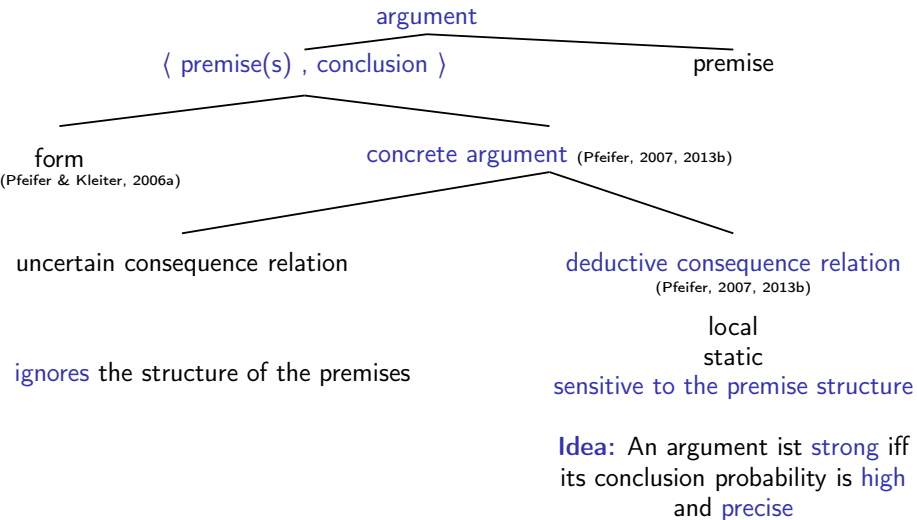 argument
⟨ premise(s) , conclusion ⟩
premise
form
(Pfeifer & Kleiter, 2006a)
concrete argument (Pfeifer, 2007, 2013b)
uncertain consequence relation
deductive consequence relation
(Pfeifer, 2007, 2013b)
local
static
ignores the structure of the premises
sensitive to the premise structure
Idea: An argument ist strong iff
its conclusion probability is high
and precise